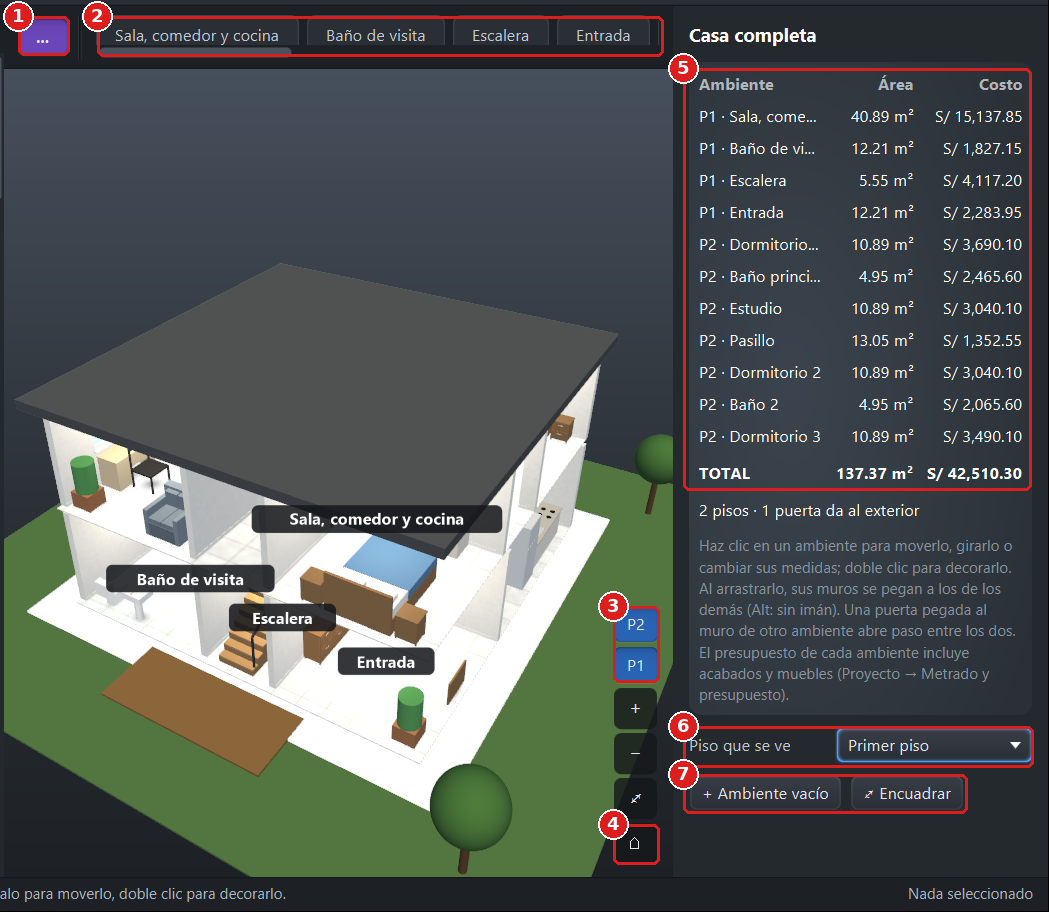 1
...
2
Sala, comedor y cocina
Baño de visita
Escalera
Entrada
Casa completa
5
Ambiente Área Costo
P1 · Sala, come... 40.89 m² S/ 15,137.85
P1 · Baño de vi... 12.21 m² S/ 1,827.15
P1 · Escalera 5.55 m² S/ 4,117.20
P1 · Entrada 12.21 m² S/ 2,283.95
P2 · Dormitorio... 10.89 m² S/ 3,690.10
P2 · Baño princi... 4.95 m² S/ 2,465.60
P2 · Estudio 10.89 m² S/ 3,040.10
P2 · Pasillo 13.05 m² S/ 1,352.55
P2 · Dormitorio 2 10.89 m² S/ 3,040.10
P2 · Baño 2 4.95 m² S/ 2,065.60
P2 · Dormitorio 3 10.89 m² S/ 3,490.10
TOTAL 137.37 m² S/ 42,510.30
2 pisos · 1 puerta da al exterior
Haz clic en un ambiente para moverlo, girarlo o
cambiar sus medidas; doble clic para decorarlo.
Al arrastrarlo, sus muros se pegan a los de los
demás (Alt: sin imán). Una puerta pegada al
muro de otro ambiente abre paso entre los dos.
El presupuesto de cada ambiente incluye
acabados y muebles (Proyecto → Metrado y
presupuesto).
Sala, comedor y cocina
Baño de visita
Escalera
Entrada
3
P2
P1
+
−
4
6
Piso que se ve Primer piso
7
+ Ambiente vacío
⤢ Encuadrar
alo para moverlo, doble clic para decorarlo.
Nada seleccionado